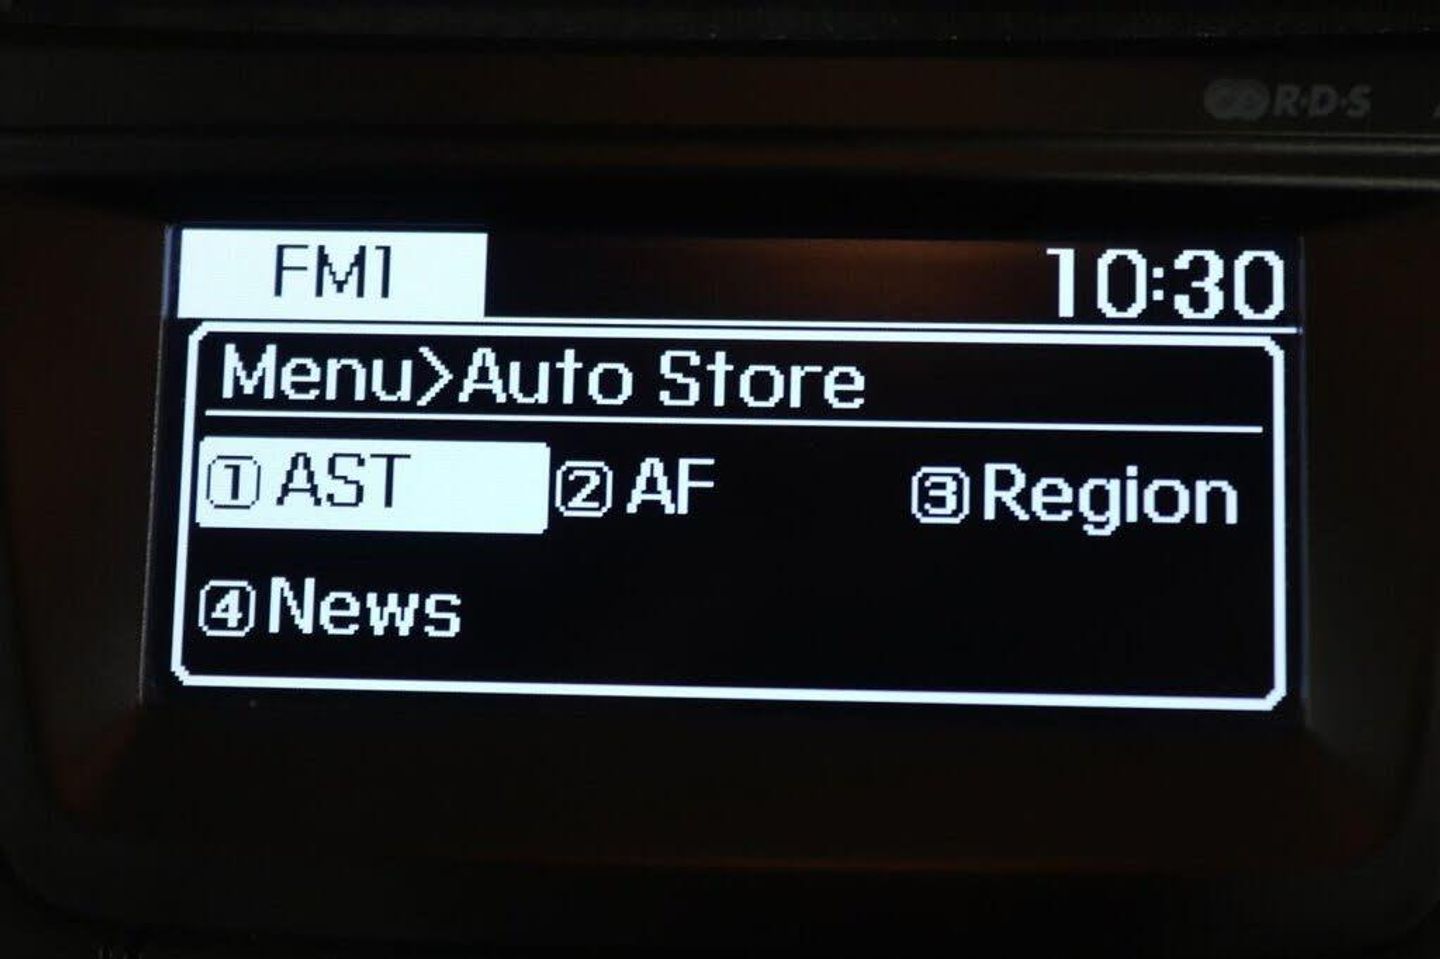 R·D·S
FM1 10:30
Menu>Auto Store
①AST ②AF ③Region
④News